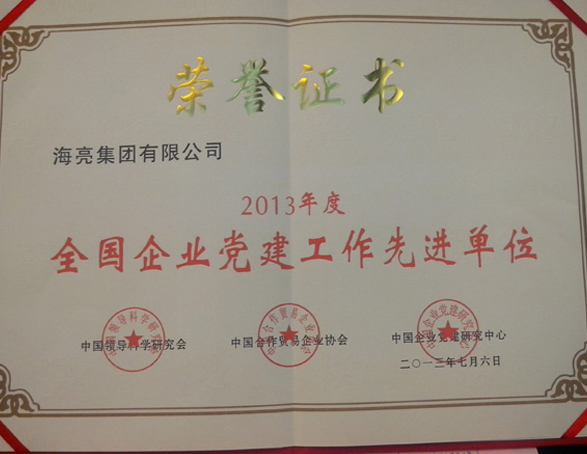 荣誉证书
海亮集团有限公司
2013年度
全国企业党建工作先进单位
中国领导科学研究会
中国合作贸易企业协会
中国企业党建研究中心
二〇一三年七月六日